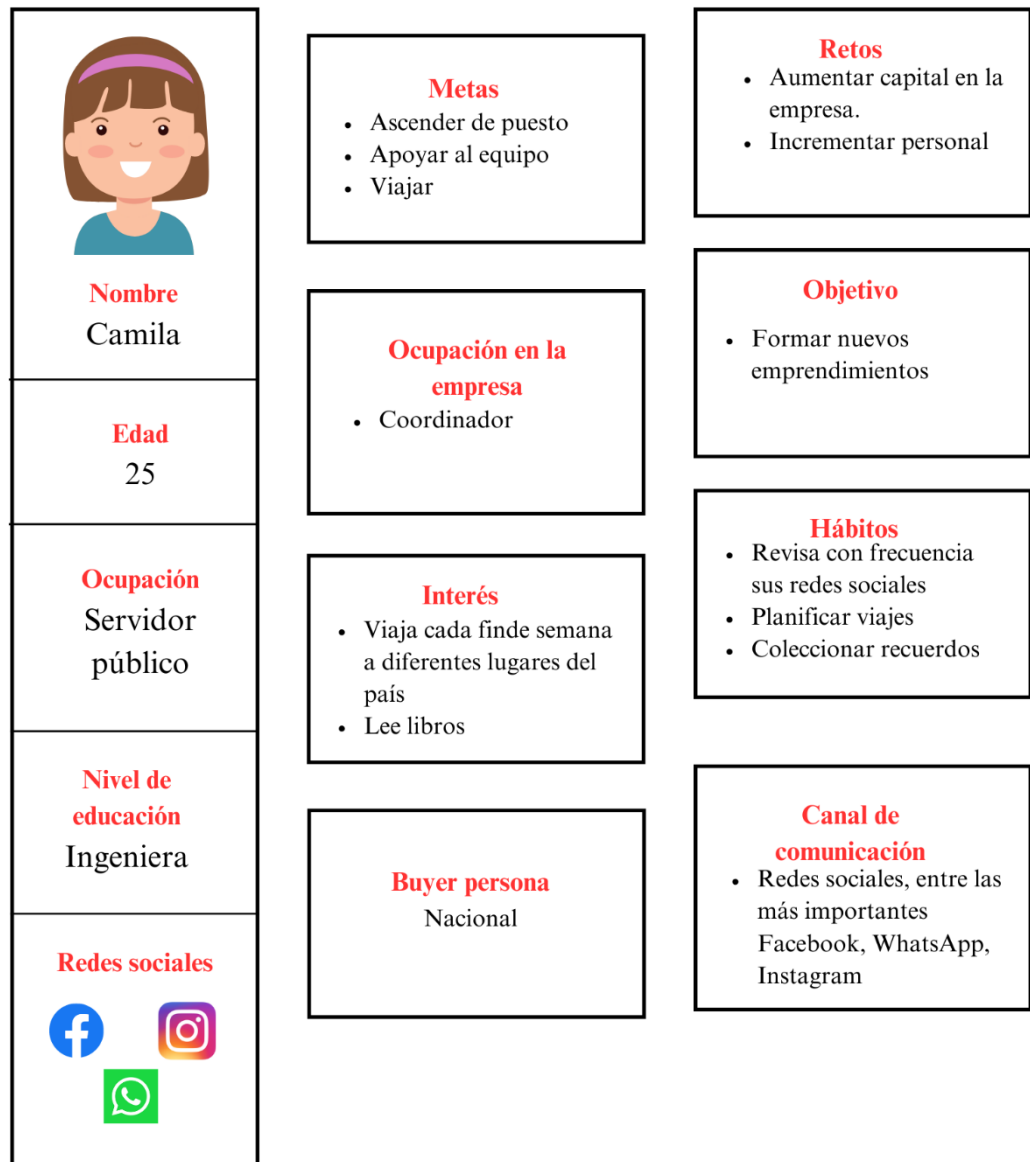 Nombre
Camila
Edad
25
Ocupación
Servidor
público
Nivel de
educación
Ingeniera
Redes sociales
Metas
• Ascender de puesto
• Apoyar al equipo
• Viajar
Ocupación en la
empresa
• Coordinador
Interés
• Viaja cada finde semana
a diferentes lugares del
país
• Lee libros
Buyer persona
Nacional
Retos
• Aumentar capital en la
empresa.
• Incrementar personal
Objetivo
• Formar nuevos
emprendimientos
Hábitos
• Revisa con frecuencia
sus redes sociales
• Planificar viajes
• Coleccionar recuerdos
Canal de
comunicación
• Redes sociales, entre las
más importantes
Facebook, WhatsApp,
Instagram